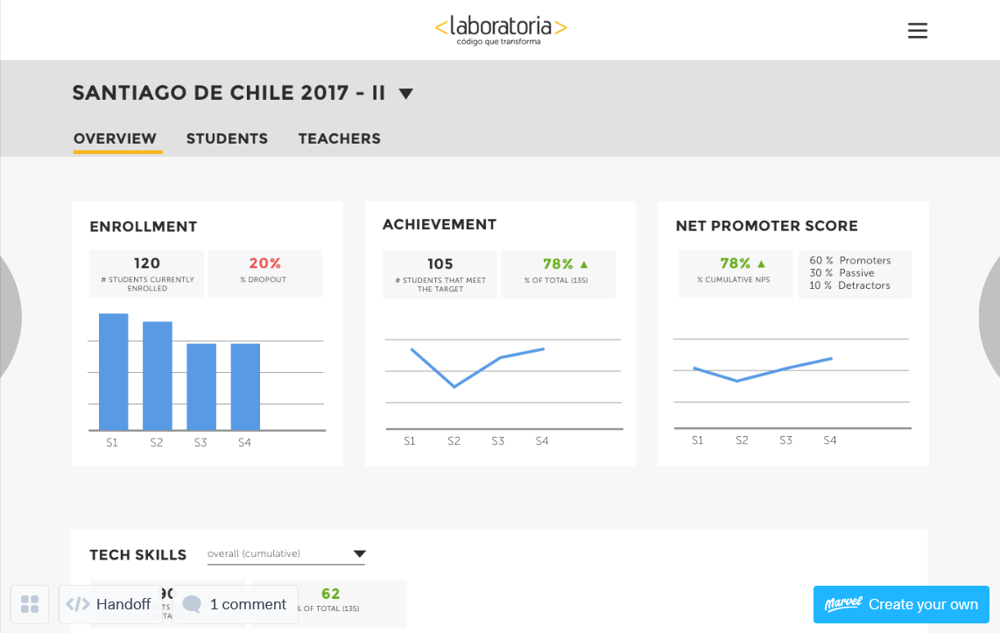 <laboratoria>
código que transforma
SANTIAGO DE CHILE 2017 - II
OVERVIEW STUDENTS TEACHERS
ENROLLMENT
120
# STUDENTS CURRENTLY
ENROLLED
20%
% DROPOUT
S1 S2 S3 S4
ACHIEVEMENT
105
# STUDENTS THAT MEET
THE TARGET
78%
% OF TOTAL (135)
S1 S2 S3 S4
NET PROMOTER SCORE
78%
% CUMULATIVE NPS
60 % Promoters
30 % Passive
10 % Detractors
S1 S2 S3 S4
TECH SKILLS
overall (cumulative)
90
62
% OF TOTAL (135)
</> Handoff
1 comment
Marvel Create your own